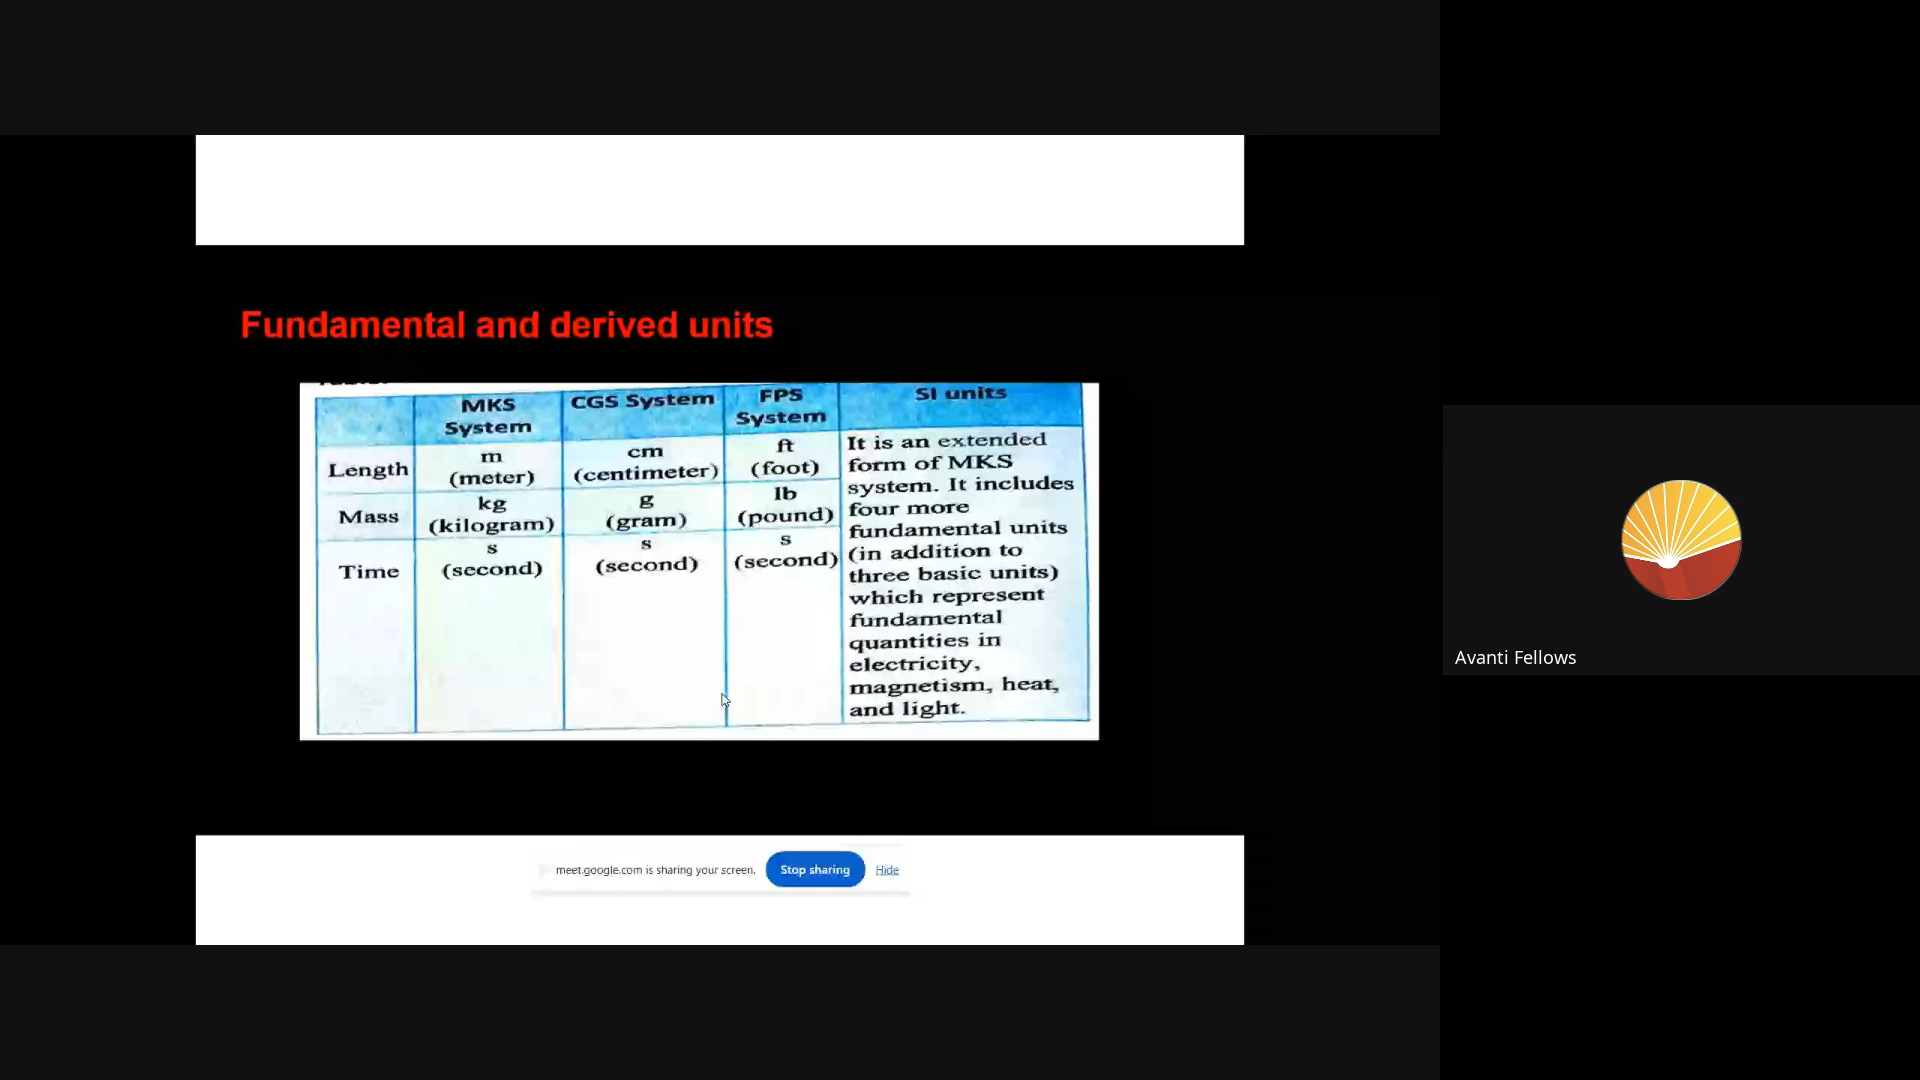 Fundamental and derived units
MKS
System
CGS System
FPS
System
SI units
Length
m
(meter)
cm
(centimeter)
ft
(foot)
Mass
kg
(kilogram)
g
(gram)
lb
(pound)
Time
s
(second)
s
(second)
s
(second)
It is an extended
form of MKS
system. It includes
four more
fundamental units
(in addition to
three basic units)
which represent
fundamental
quantities in
electricity,
magnetism, heat,
and light.
meet.google.com is sharing your screen.
Stop sharing
Hide
Avanti Fellows